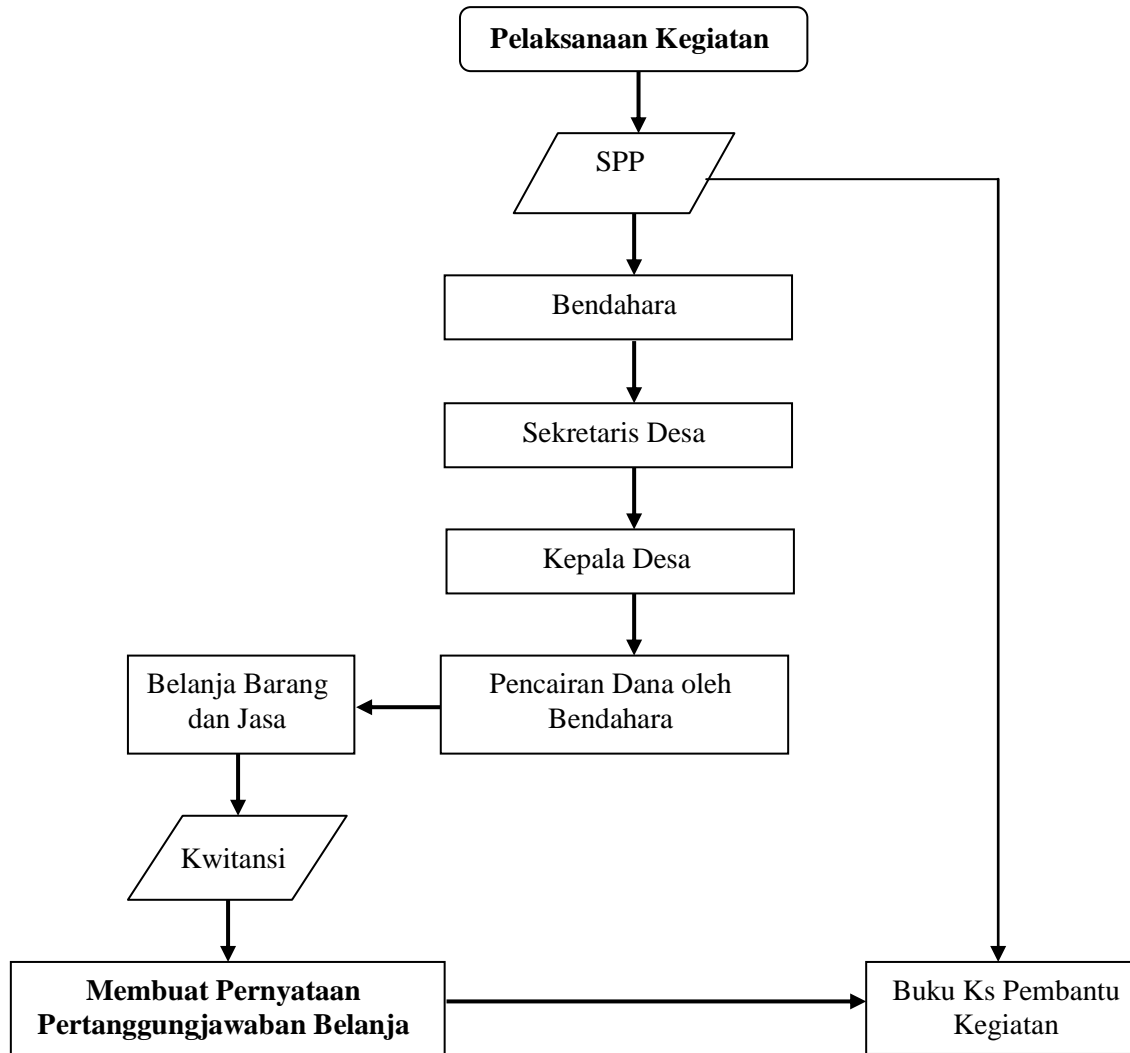 Pelaksanaan Kegiatan
SPP
Bendahara
Sekretaris Desa
Kepala Desa
Belanja Barang
dan Jasa
Pencairan Dana oleh
Bendahara
Kwitansi
Membuat Pernyataan
Pertanggungjawaban Belanja
Buku Ks Pembantu
Kegiatan